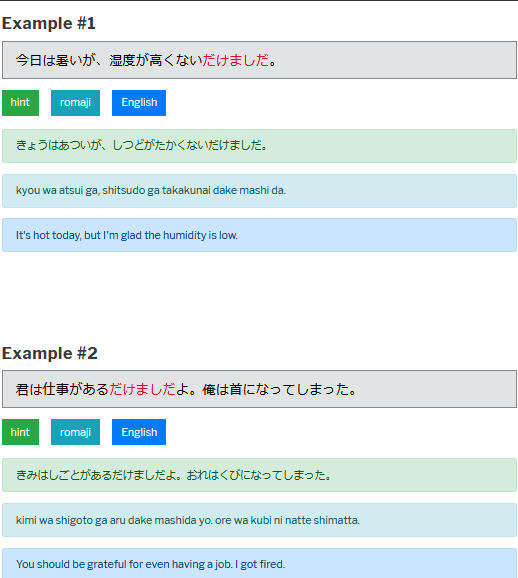 Example #1
今日は暑いが、湿度が高くないだけましだ。
hint romaji English
きょうはあついが、しつどがたかくないだけましだ。
kyou wa atsui ga, shitsudo ga takakunai dake mashi da.
It's hot today, but I'm glad the humidity is low.
Example #2
君は仕事があるだけましだよ。俺は首になってしまった。
hint romaji English
きみはしごとがあるだけましだよ。おれはくびになってしまった。
kimi wa shigoto ga aru dake mashida yo. ore wa kubi ni natte shimatta.
You should be grateful for even having a job. I got fired.